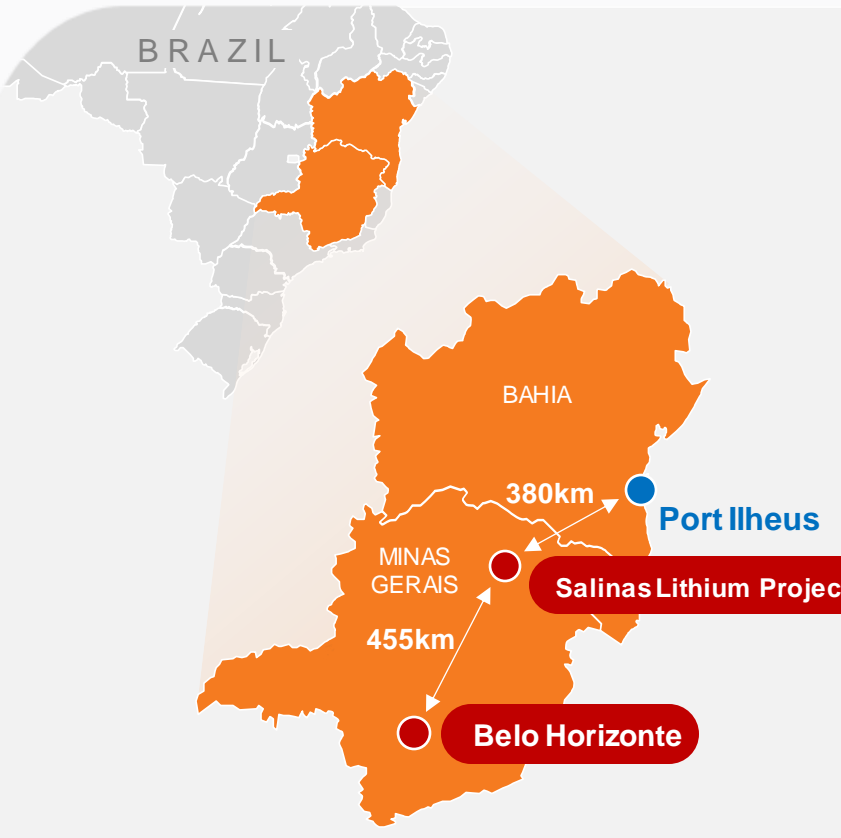 BRAZIL
BAHIA
380km
Port Ilheus
MINAS
GERAIS
Salinas Lithium Projec
455km
Belo Horizonte